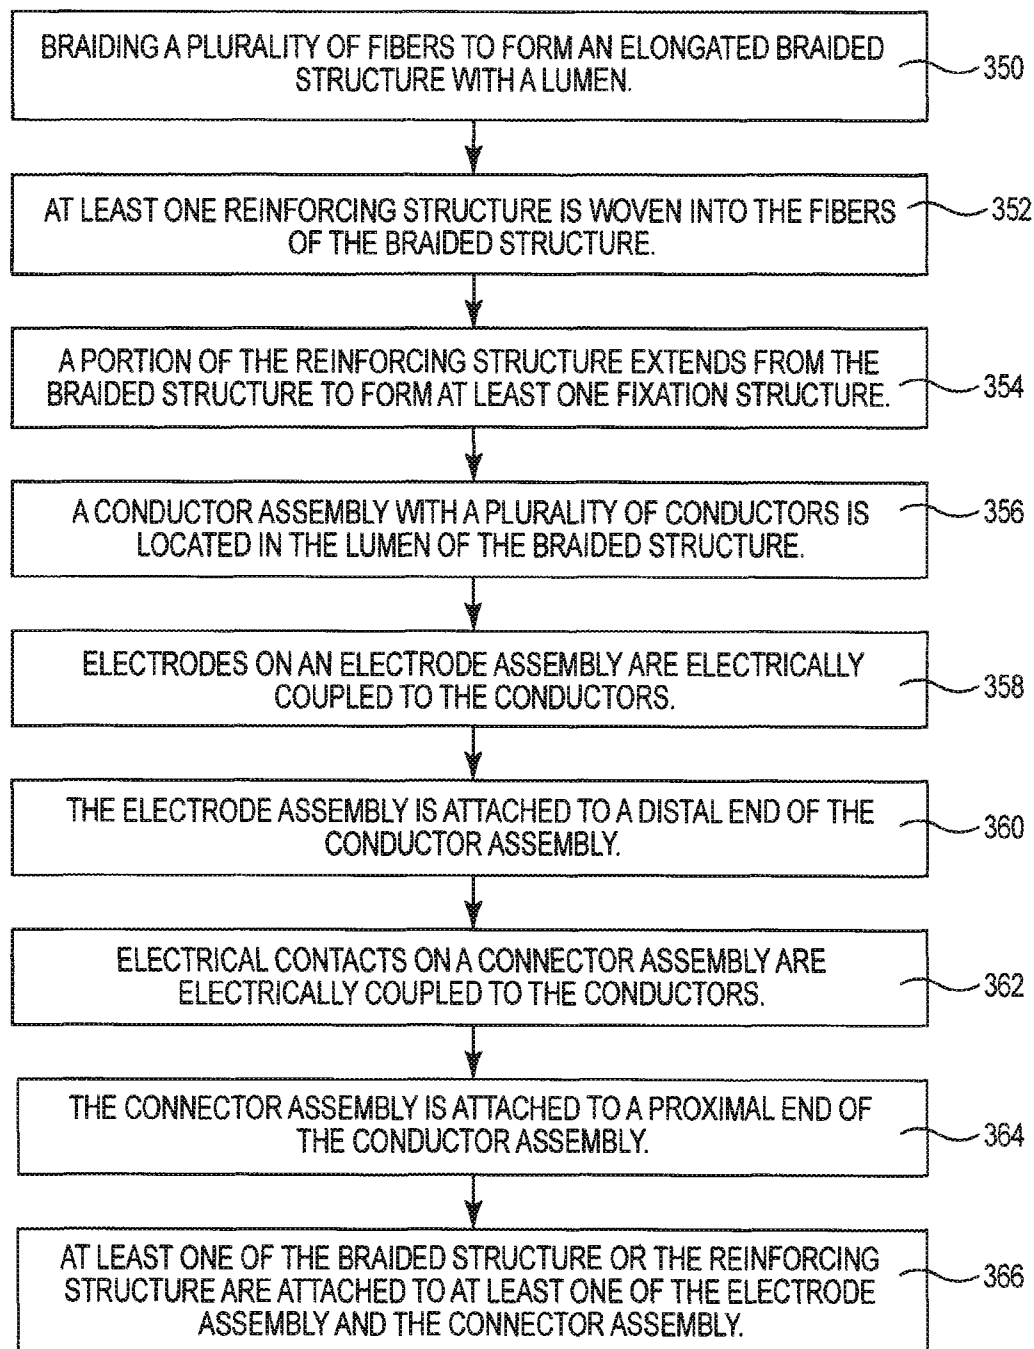 BRAIDING A PLURALITY OF FIBERS TO FORM AN ELONGATED BRAIDED
STRUCTURE WITH A LUMEN.
350
AT LEAST ONE REINFORCING STRUCTURE IS WOVEN INTO THE FIBERS
OF THE BRAIDED STRUCTURE.
352
A PORTION OF THE REINFORCING STRUCTURE EXTENDS FROM THE
BRAIDED STRUCTURE TO FORM AT LEAST ONE FIXATION STRUCTURE.
354
A CONDUCTOR ASSEMBLY WITH A PLURALITY OF CONDUCTORS IS
LOCATED IN THE LUMEN OF THE BRAIDED STRUCTURE.
356
ELECTRODES ON AN ELECTRODE ASSEMBLY ARE ELECTRICALLY
COUPLED TO THE CONDUCTORS.
358
THE ELECTRODE ASSEMBLY IS ATTACHED TO A DISTAL END OF THE
CONDUCTOR ASSEMBLY.
360
ELECTRICAL CONTACTS ON A CONNECTOR ASSEMBLY ARE
ELECTRICALLY COUPLED TO THE CONDUCTORS.
362
THE CONNECTOR ASSEMBLY IS ATTACHED TO A PROXIMAL END OF
THE CONDUCTOR ASSEMBLY.
364
AT LEAST ONE OF THE BRAIDED STRUCTURE OR THE REINFORCING
STRUCTURE ARE ATTACHED TO AT LEAST ONE OF THE ELECTRODE
ASSEMBLY AND THE CONNECTOR ASSEMBLY.
366